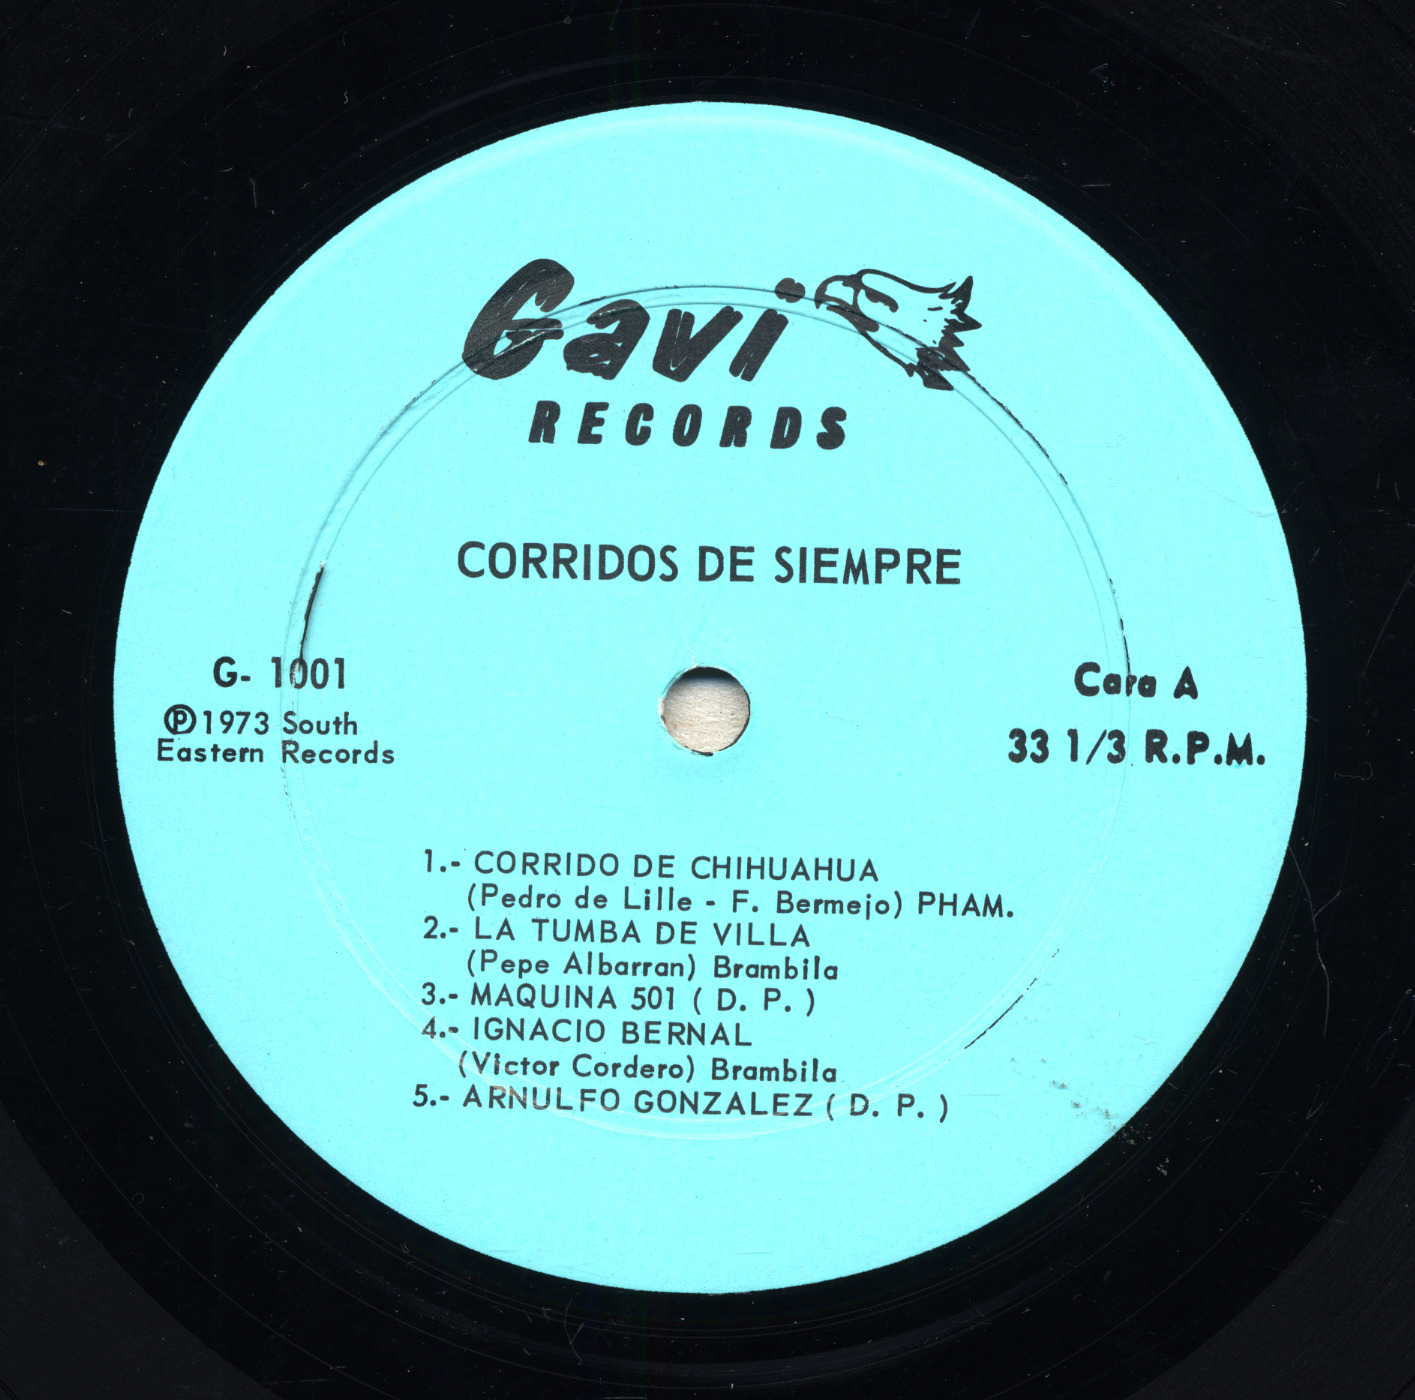 Gavi
RECORDS
CORRIDOS DE SIEMPRE
G- 1001
Ⓟ1973 South
Eastern Records
Cara A
33 1/3 R.P.M.
1.- CORRIDO DE CHIHUAHUA
(Pedro de Lille - F. Bermejo) PHAM.
2.- LA TUMBA DE VILLA
(Pepe Albarran) Brambila
3.- MAQUINA 501 ( D. P. )
4.- IGNACIO BERNAL
(Victor Cordero) Brambila
5.- ARNULFO GONZALEZ ( D. P. )